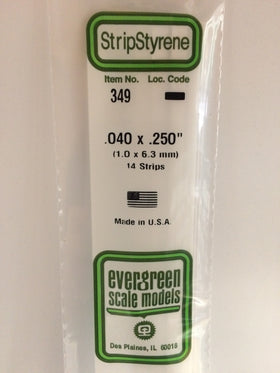 StripStyrene
Item No. Loc. Code
349
.040 x .250"
(1.0 x 6.3 mm)
14 Strips
Made in U.S.A.
evergreen
scale models
Des Plaines, IL 60018